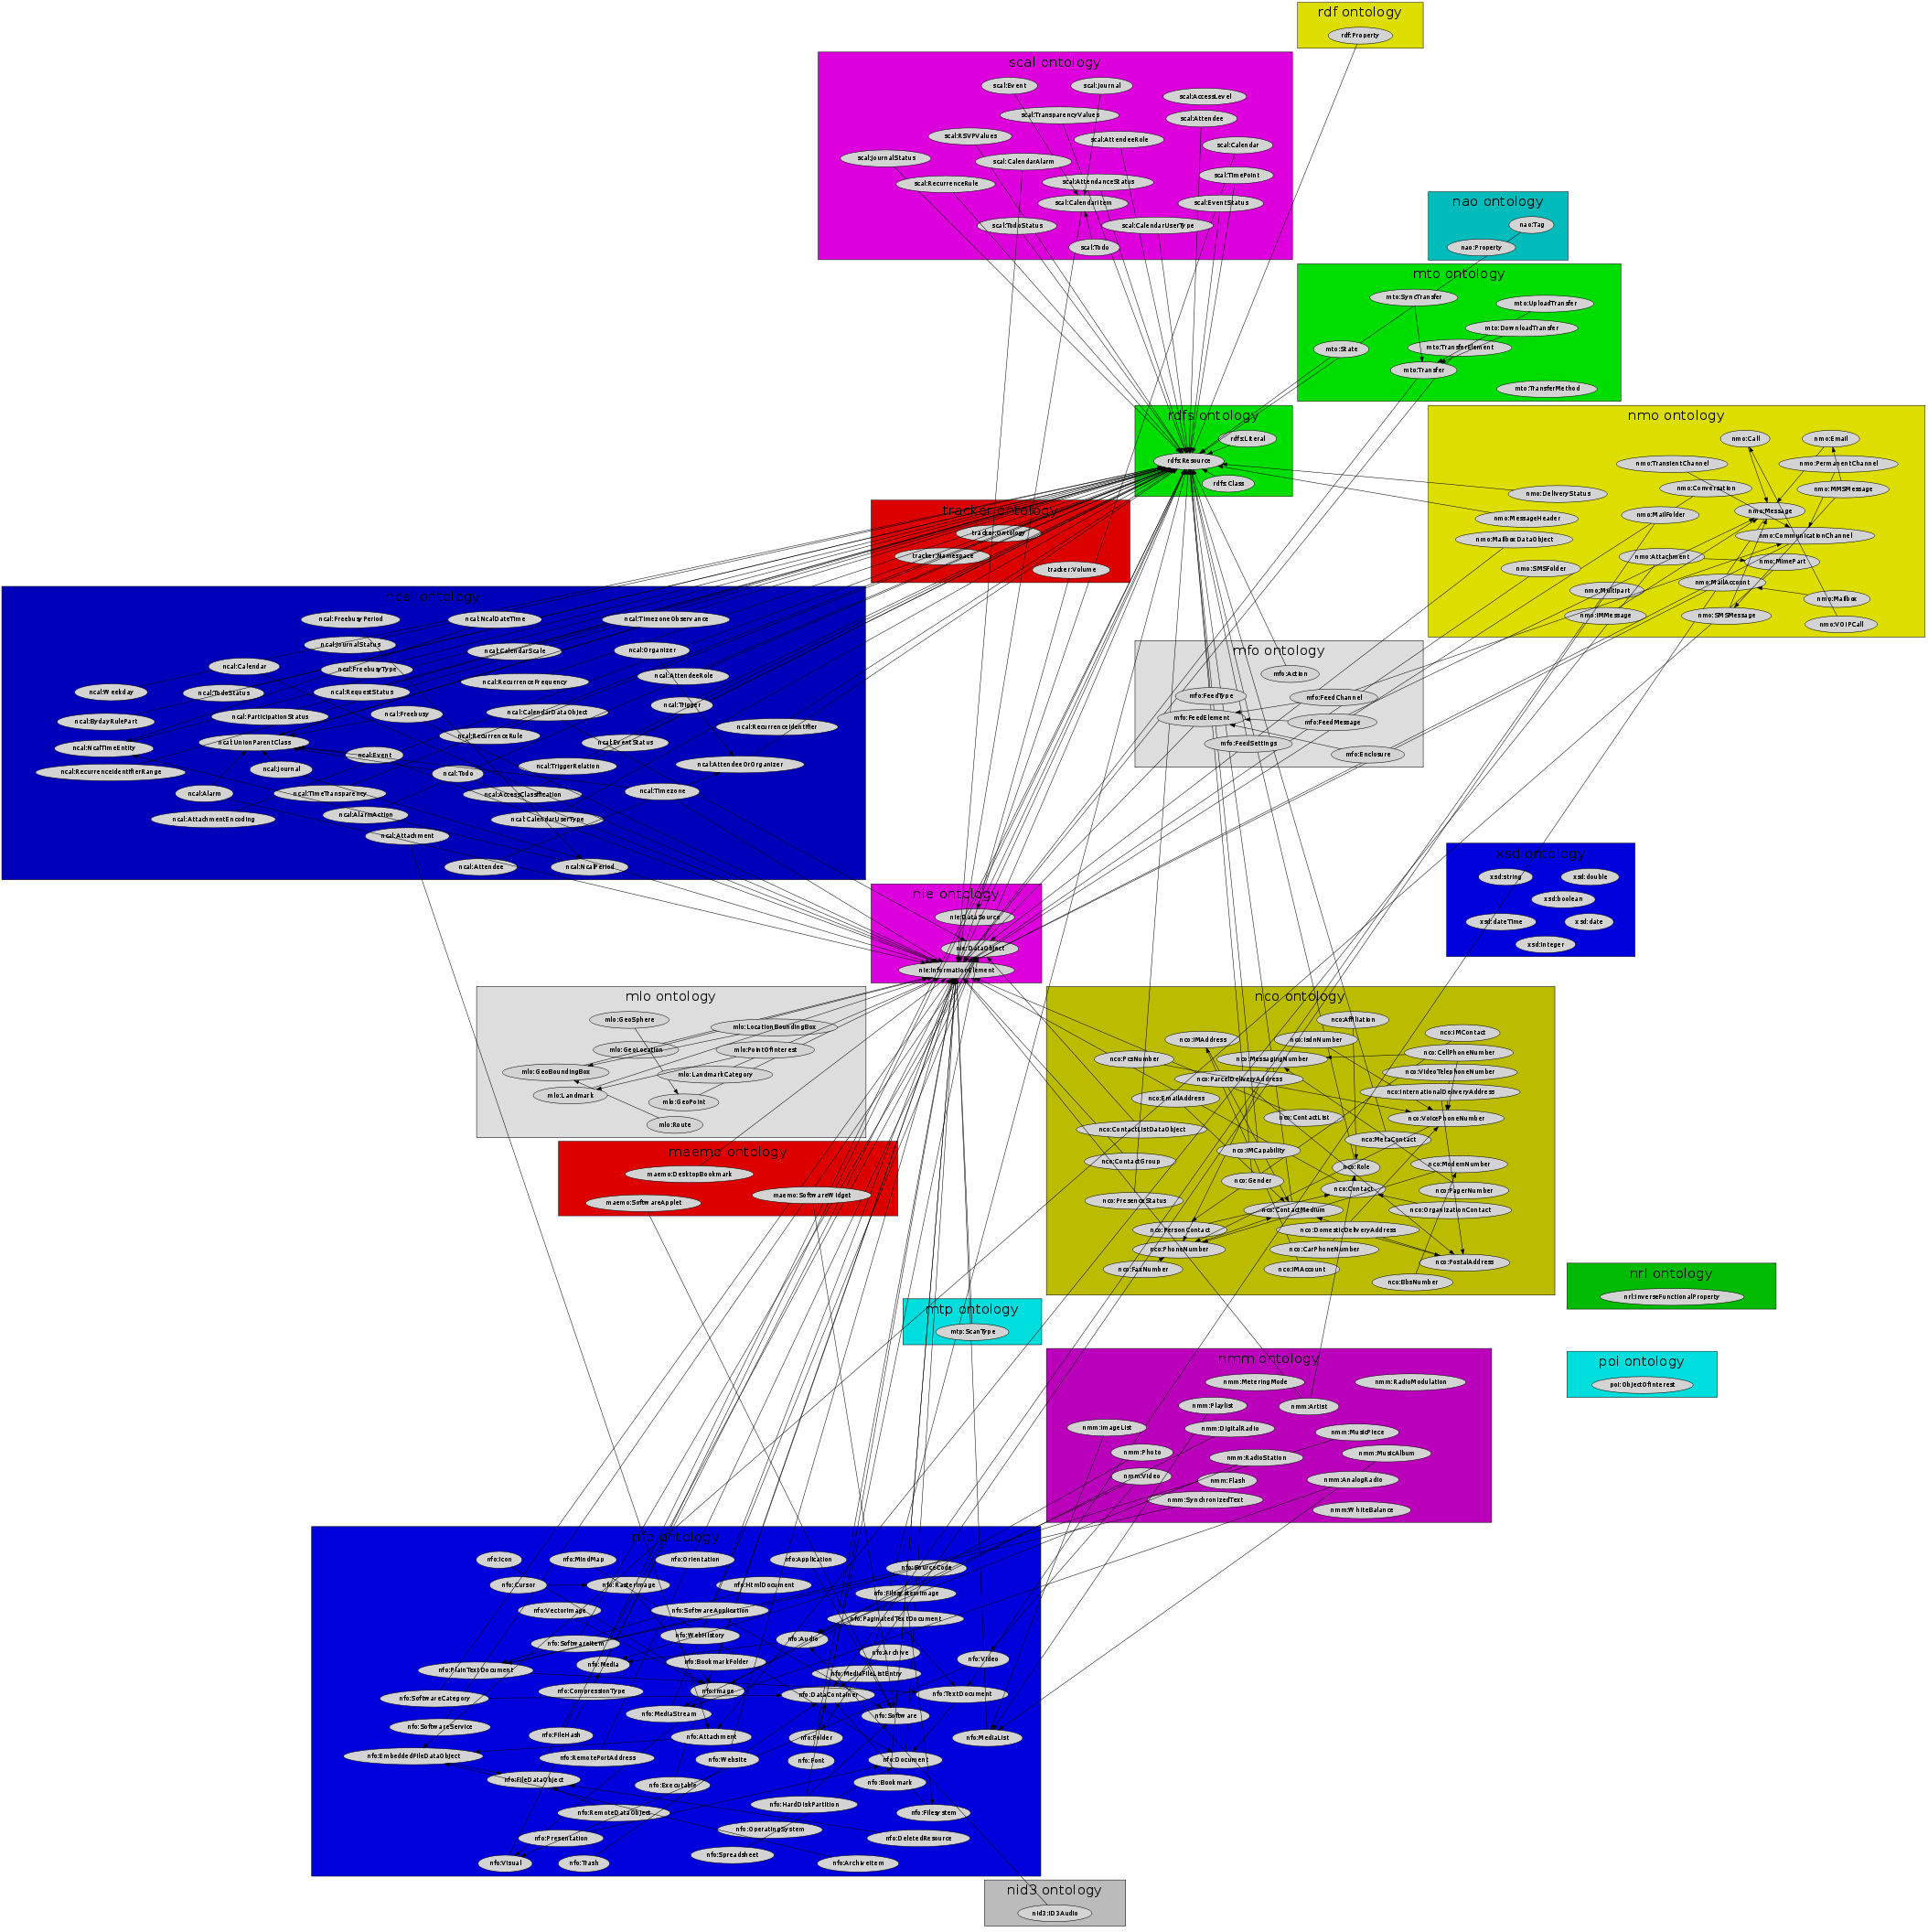 rdf ontology
rdf:Property
scal ontology
scal:Event
scal:Journal
scal:AccessLevel
scal:TransparencyValues
scal:Attendee
scal:RSVPValues
scal:AttendeeRole
scal:Calendar
scal:JournalStatus
scal:CalendarAlarm
scal:TimePoint
scal:RecurrenceRule
scal:AttendanceStatus
scal:CalendarItem
scal:EventStatus
scal:TodoStatus
scal:CalendarUserType
scal:Todo
nao ontology
nao:Tag
nao:Property
mto ontology
mto:SyncTransfer
mto:UploadTransfer
mto:DownloadTransfer
mto:State
mto:TransferElement
mto:Transfer
mto:TransferMethod
rdfs ontology
rdfs:Literal
rdfs:Resource
rdfs:Class
nmo ontology
nmo:Call
nmo:Email
nmo:TransientChannel
nmo:PermanentChannel
nmo:Conversation
nmo:MMSMessage
nmo:DeliveryStatus
nmo:Message
nmo:MessageHeader
nmo:MailFolder
nmo:MailboxDataObject
nmo:CommunicationChannel
nmo:Attachment
nmo:MimePart
nmo:SMSFolder
nmo:MailAccount
nmo:Multipart
nmo:Mailbox
nmo:IMMessage
nmo:SMSMessage
nmo:VOIPCall
tracker ontology
tracker:Ontology
tracker:Namespace
tracker:Volume
ncal ontology
ncal:FreebusyPeriod
ncal:NcalDateTime
ncal:TimezoneObservance
ncal:JournalStatus
ncal:CalendarScale
ncal:Organizer
ncal:Calendar
ncal:FreebusyType
ncal:AttendeeRole
ncal:Weekday
ncal:TodoStatus
ncal:RequestStatus
ncal:RecurrenceFrequency
ncal:Trigger
ncal:BydayRulePart
ncal:ParticipationStatus
ncal:Freebusy
ncal:CalendarDataObject
ncal:RecurrenceIdentifier
ncal:NcalTimeEntity
ncal:UnionParentClass
ncal:RecurrenceRule
ncal:EventStatus
ncal:Event
ncal:RecurrenceIdentifierRange
ncal:Journal
ncal:Todo
ncal:TriggerRelation
ncal:AttendeeOrOrganizer
ncal:Alarm
ncal:TimeTransparency
ncal:AccessClassification
ncal:Timezone
ncal:AttachmentEncoding
ncal:AlarmAction
ncal:CalendarUserType
ncal:Attachment
ncal:Attendee
ncal:NcalPeriod
mfo ontology
mfo:Action
mfo:FeedType
mfo:FeedChannel
mfo:FeedElement
mfo:FeedMessage
mfo:FeedSettings
mfo:Enclosure
xsd ontology
xsd:string
xsd:double
xsd:boolean
xsd:dateTime
xsd:date
xsd:integer
nie ontology
nie:DataSource
nie:DataObject
nie:InformationElement
mlo ontology
mlo:GeoSphere
mlo:LocationBoundingBox
mlo:GeoLocation
mlo:PointOfInterest
mlo:GeoBoundingBox
mlo:LandmarkCategory
mlo:Landmark
mlo:GeoPoint
mlo:Route
nco ontology
nco:Affiliation
nco:IMAddress
nco:IsdnNumber
nco:IMContact
nco:PcsNumber
nco:MessagingNumber
nco:CellPhoneNumber
nco:VideoTelephoneNumber
nco:ParcelDeliveryAddress
nco:EmailAddress
nco:InternationalDeliveryAddress
nco:ContactList
nco:VoicePhoneNumber
nco:ContactListDataObject
nco:MetaContact
nco:IMCapability
nco:ContactGroup
nco:Role
nco:ModemNumber
nco:Gender
nco:Contact
nco:PagerNumber
nco:PresenceStatus
nco:ContactMedium
nco:OrganizationContact
nco:PersonContact
nco:DomesticDeliveryAddress
nco:PhoneNumber
nco:CarPhoneNumber
nco:PostalAddress
nco:FaxNumber
nco:IMAccount
nco:BbsNumber
maemo ontology
maemo:DesktopBookmark
maemo:SoftwareApplet
maemo:SoftwareWidget
nrl ontology
nrl:InverseFunctionalProperty
mtp ontology
mtp:ScanType
poi ontology
poi:ObjectOfInterest
nmm ontology
nmm:MeteringMode
nmm:RadioModulation
nmm:Playlist
nmm:Artist
nmm:ImageList
nmm:DigitalRadio
nmm:MusicPiece
nmm:Photo
nmm:RadioStation
nmm:MusicAlbum
nmm:Video
nmm:Flash
nmm:AnalogRadio
nmm:SynchronizedText
nmm:WhiteBalance
nfo ontology
nfo:Icon
nfo:MindMap
nfo:Orientation
nfo:Application
nfo:SourceCode
nfo:Cursor
nfo:RasterImage
nfo:HtmlDocument
nfo:FilesystemImage
nfo:VectorImage
nfo:SoftwareApplication
nfo:PaginatedTextDocument
nfo:SoftwareItem
nfo:WebHistory
nfo:Audio
nfo:Archive
nfo:PlainTextDocument
nfo:Media
nfo:BookmarkFolder
nfo:MediaFileListEntry
nfo:Video
nfo:SoftwareCategory
nfo:CompressionType
nfo:Image
nfo:DataContainer
nfo:TextDocument
nfo:MediaStream
nfo:Software
nfo:SoftwareService
nfo:FileHash
nfo:Attachment
nfo:Folder
nfo:MediaList
nfo:EmbeddedFileDataObject
nfo:RemotePortAddress
nfo:Website
nfo:Font
nfo:Document
nfo:FileDataObject
nfo:Executable
nfo:Bookmark
nfo:HardDiskPartition
nfo:RemoteDataObject
nfo:Filesystem
nfo:OperatingSystem
nfo:Presentation
nfo:DeletedResource
nfo:Spreadsheet
nfo:Visual
nfo:Trash
nfo:ArchiveItem
nid3 ontology
nid3:ID3Audio